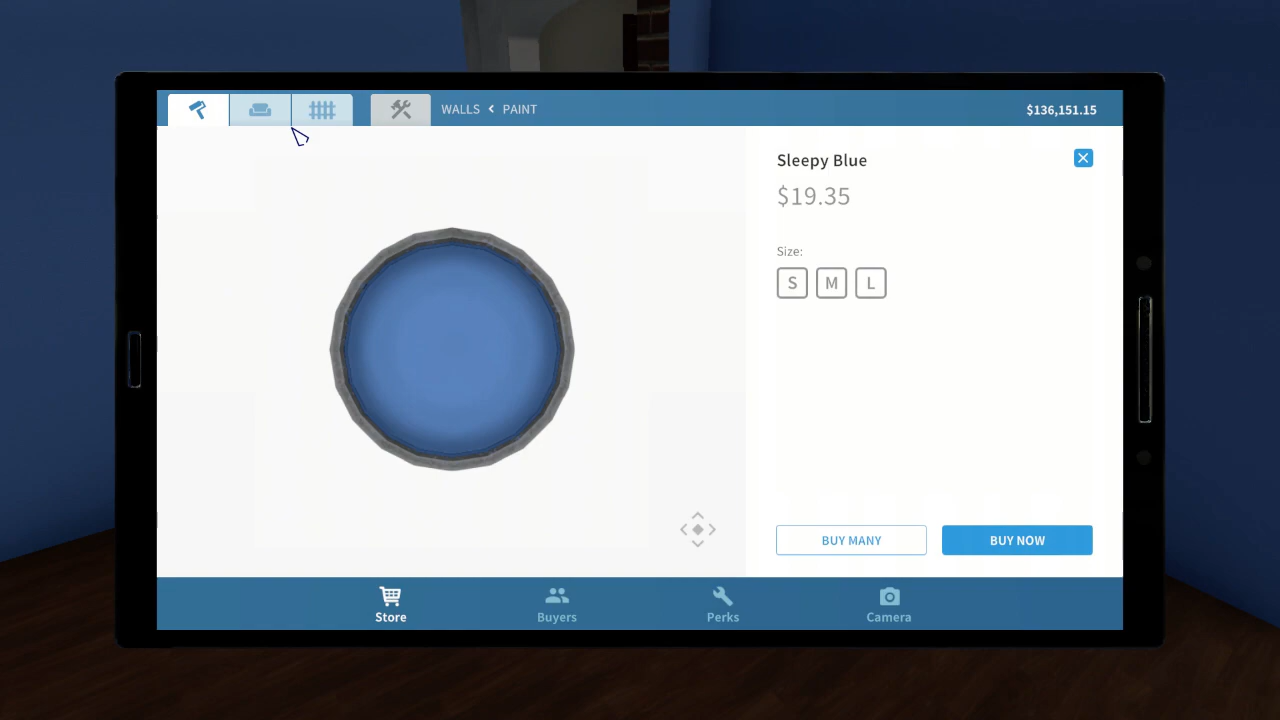 WALLS < PAINT
$136,151.15
Sleepy Blue
$19.35
Size:
S M L
BUY MANY
BUY NOW
Store
Buyers
Perks
Camera